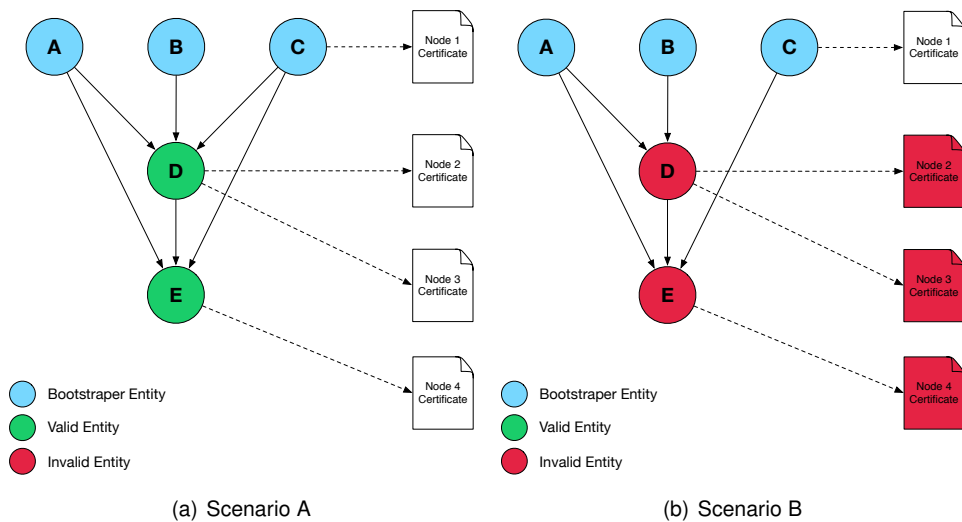 A
B
C
Node 1
Certificate
D
Node 2
Certificate
Node 3
Certificate
E
Node 4
Certificate
Bootstraper Entity
Valid Entity
Invalid Entity
(a) Scenario A
A
B
C
Node 1
Certificate
D
Node 2
Certificate
Node 3
Certificate
E
Node 4
Certificate
Bootstraper Entity
Valid Entity
Invalid Entity
(b) Scenario B